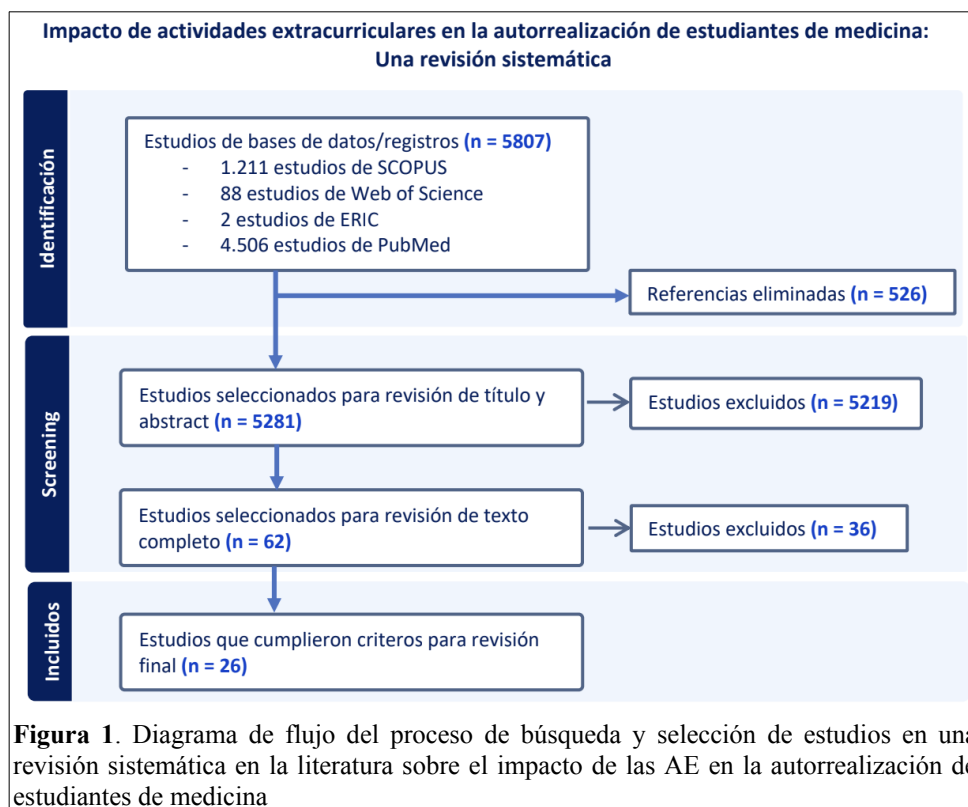 Impacto de actividades extracurriculares en la autorrealización de estudiantes de medicina:
Una revisión sistemática
Identificación
Estudios de bases de datos/registros (n = 5807)
- 1.211 estudios de SCOPUS
- 88 estudios de Web of Science
- 2 estudios de ERIC
- 4.506 estudios de PubMed
Referencias eliminadas (n = 526)
Screening
Estudios seleccionados para revisión de título y
abstract (n = 5281)
Estudios excluidos (n = 5219)
Estudios seleccionados para revisión de texto
completo (n = 62)
Estudios excluidos (n = 36)
Incluidos
Estudios que cumplieron criteros para revisión
final (n = 26)
Figura 1. Diagrama de flujo del proceso de búsqueda y selección de estudios en una
revisión sistemática en la literatura sobre el impacto de las AE en la autorrealización de
estudiantes de medicina